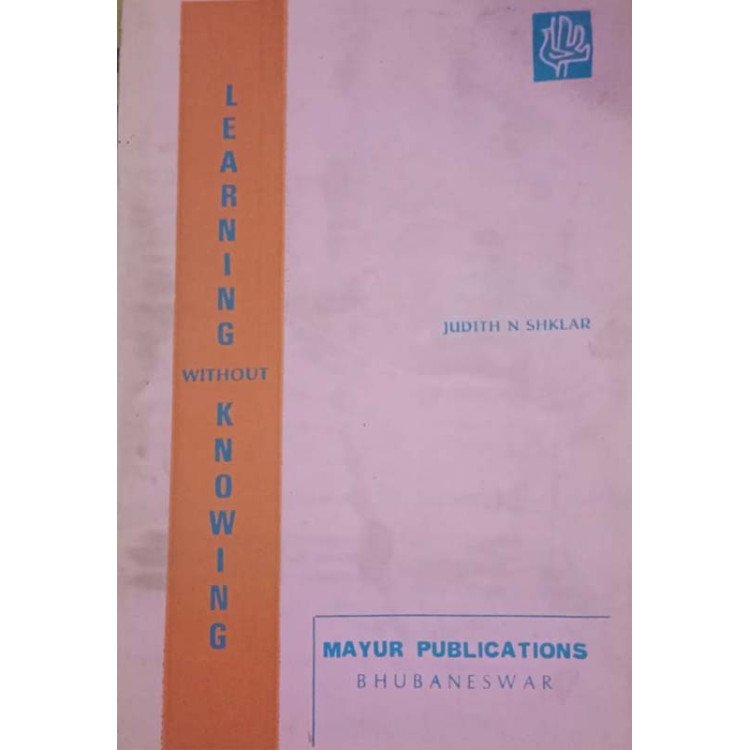 LEARNING
WITHOUT
KNOWING
JUDITH N SHKLAR
MAYUR PUBLICATIONS
BHUBANESWAR